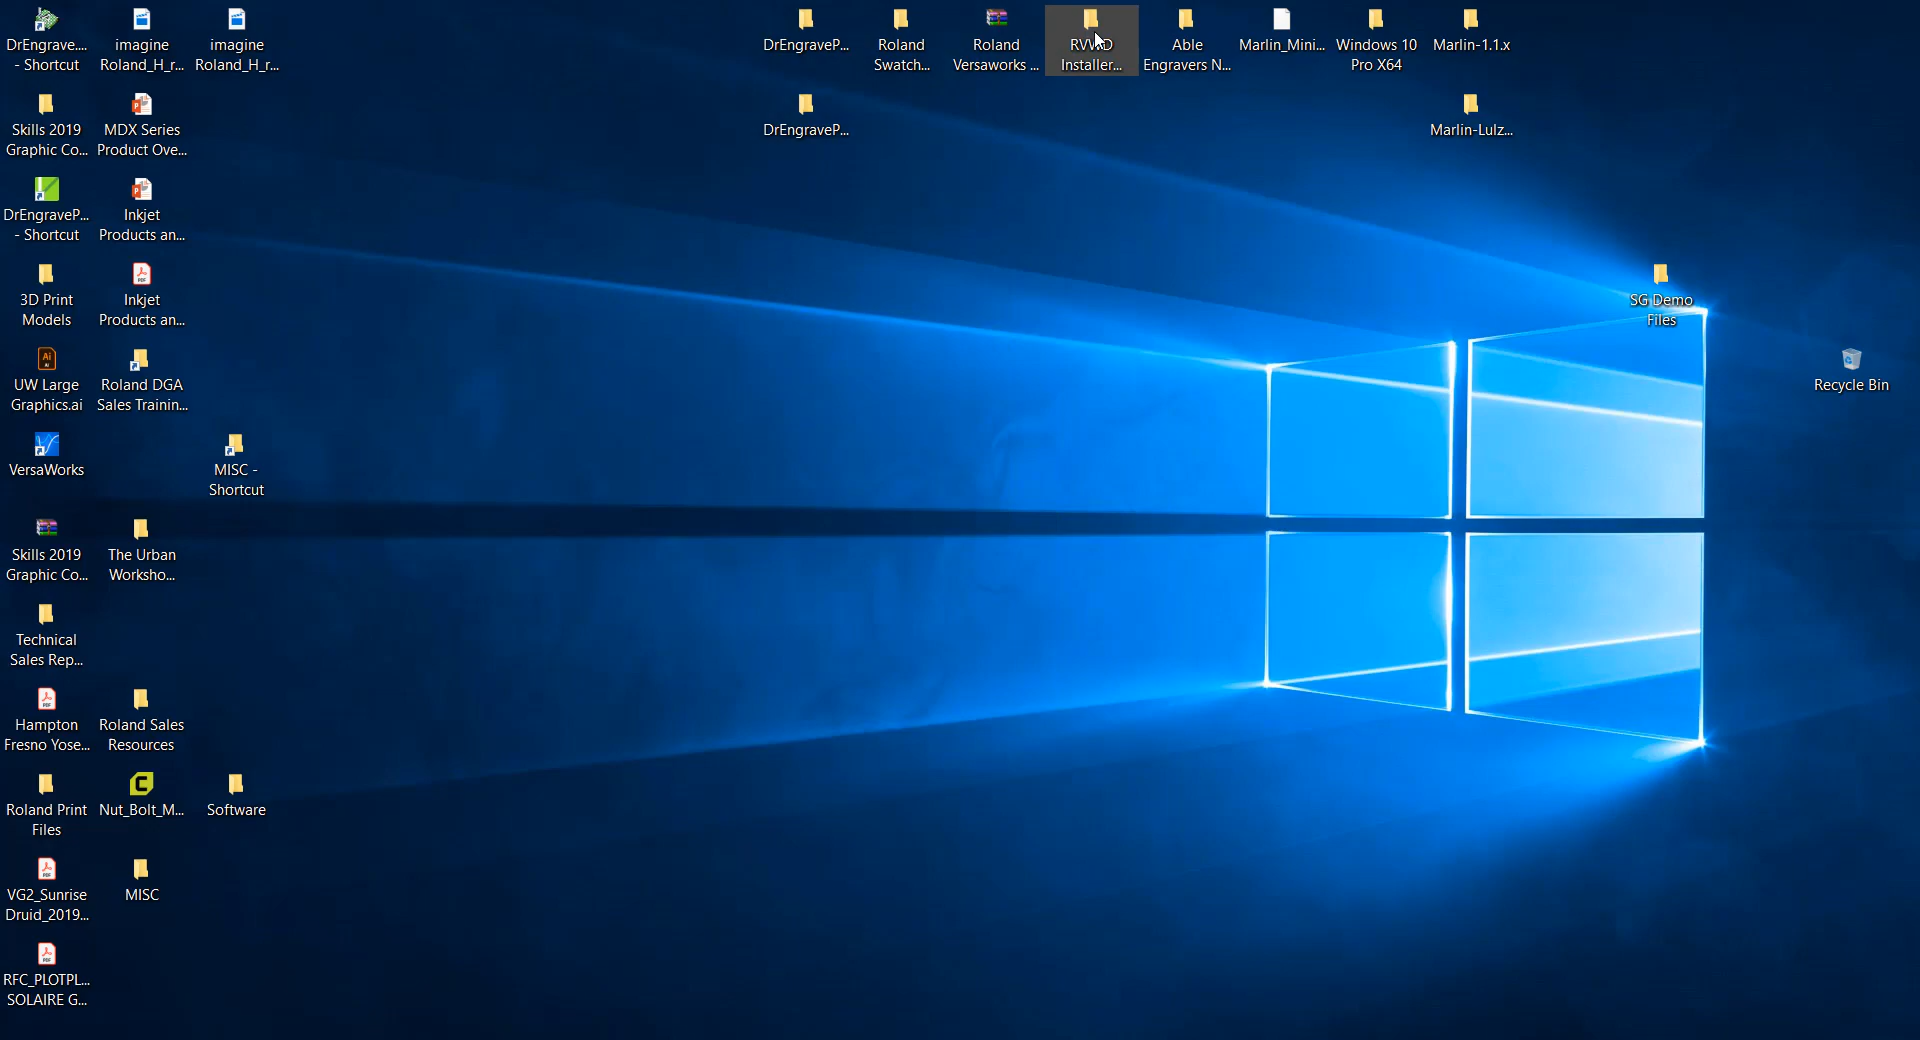 DrEngrave....
- Shortcut
imagine
Roland_H_r...
imagine
Roland_H_r...
DrEngraveP...
Roland
Swatch...
Roland
Versaworks ...
Installer...
Able
Engravers N...
Marlin_Mini...
Windows 10
Pro X64
Marlin-1.1.x
Skills 2019
Graphic Co...
MDX Series
Product Ove...
DrEngraveP...
Marlin-Lulz...
DrEngraveP...
- Shortcut
Inkjet
Products an...
3D Print
Models
Inkjet
Products an...
SG Demo
Files
UW Large
Graphics.ai
Roland DGA
Sales Trainin...
Recycle Bin
VersaWorks
MISC -
Shortcut
Skills 2019
Graphic Co...
The Urban
Worksho...
Technical
Sales Rep...
Hampton
Fresno Yose...
Roland Sales
Resources
Roland Print
Files
Nut_Bolt_M...
Software
VG2_Sunrise
Druid_2019...
MISC
RFC_PLOTPL...
SOLAIRE G...